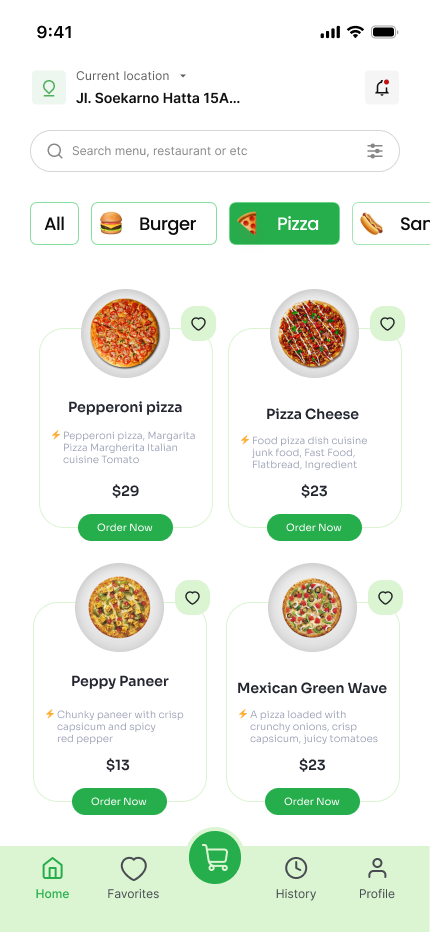 9:41
Current location
Jl. Soekarno Hatta 15A...
Search menu, restaurant or etc
All
Burger
Pizza
San
Pepperoni pizza
Pepperoni pizza, Margarita
Pizza Margherita Italian
cuisine Tomato
$29
Order Now
Pizza Cheese
Food pizza dish cuisine
junk food, Fast Food,
Flatbread, Ingredient
$23
Order Now
Peppy Paneer
Chunky paneer with crisp
capsicum and spicy
red pepper
$13
Order Now
Mexican Green Wave
A pizza loaded with
crunchy onions, crisp
capsicum, juicy tomatoes
$23
Order Now
Home
Favorites
History
Profile